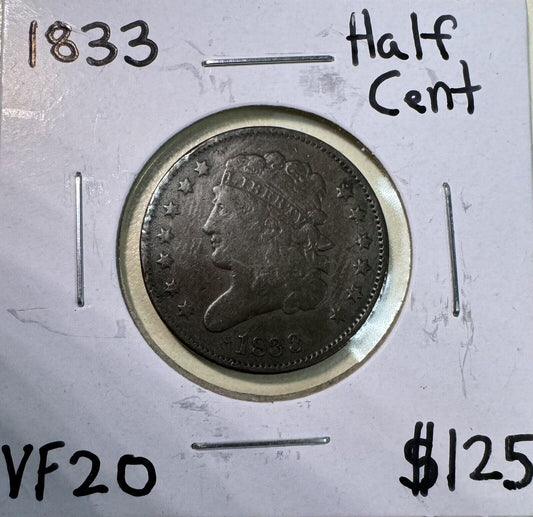 1833
Half
Cent
LIBERTY
1833
VF20
$125